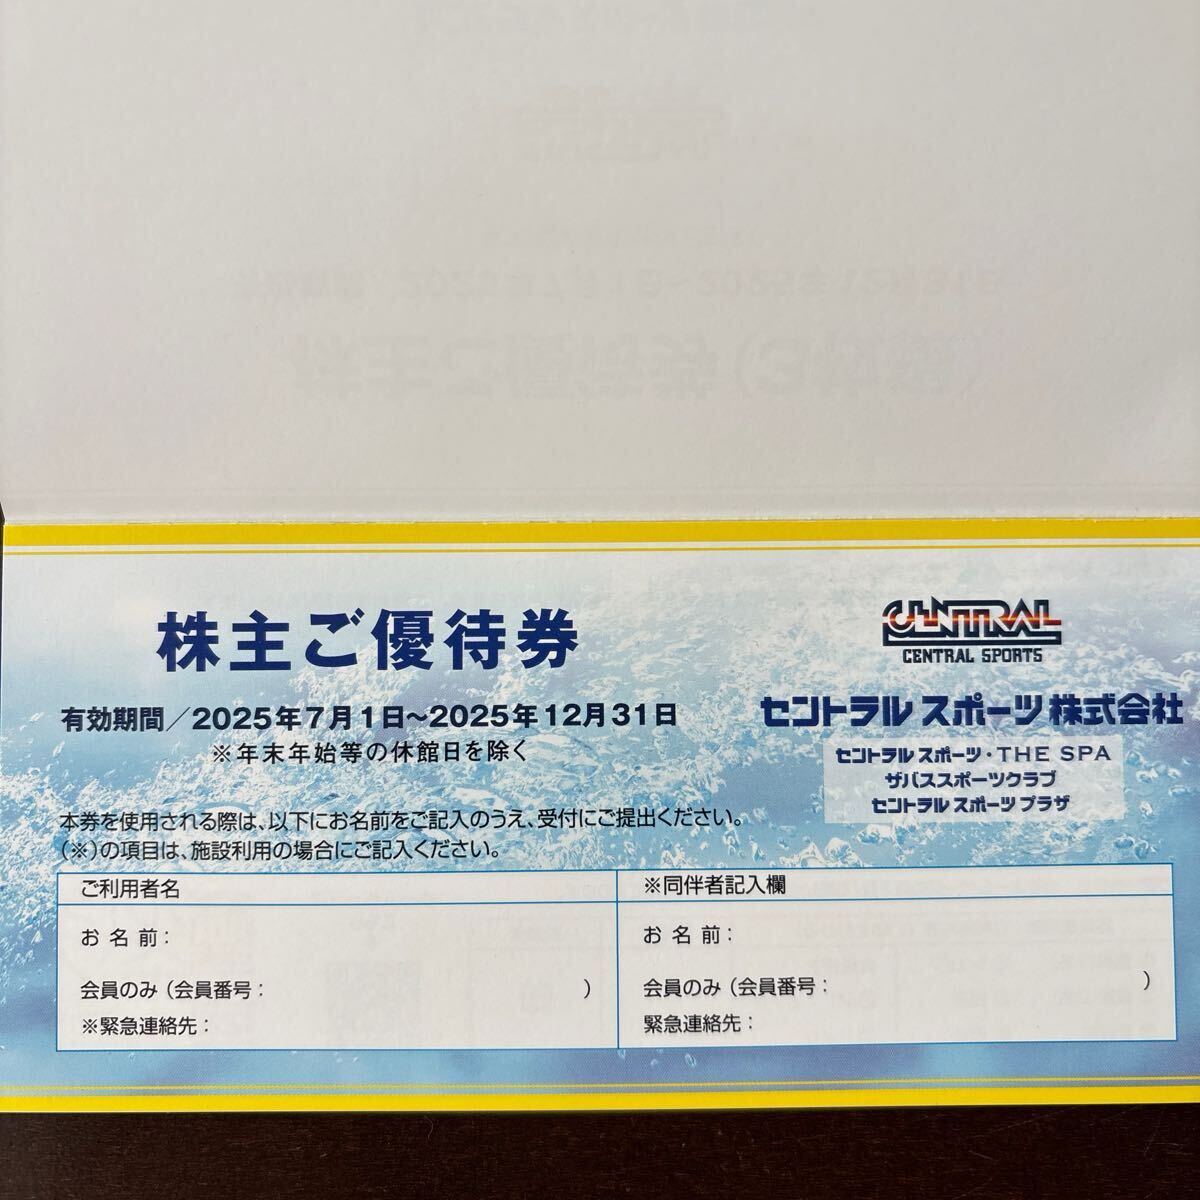 株主ご優待券
有効期間／2025年7月1日～2025年12月31日
※年末年始等の休館日を除く
CENTRAL
CENTRAL SPORTS
セントラルスポーツ株式会社
セントラルスポーツ・THE SPA
ザバススポーツクラブ
セントラルスポーツ プラザ
本券を使用される際は、以下にお名前をご記入のうえ、受付にご提出ください。
(※)の項目は、施設利用の場合にご記入ください。
ご利用者名
お 名 前：
会員のみ（会員番号： ）
※緊急連絡先：
※同伴者記入欄
お 名 前：
会員のみ（会員番号： ）
緊急連絡先：